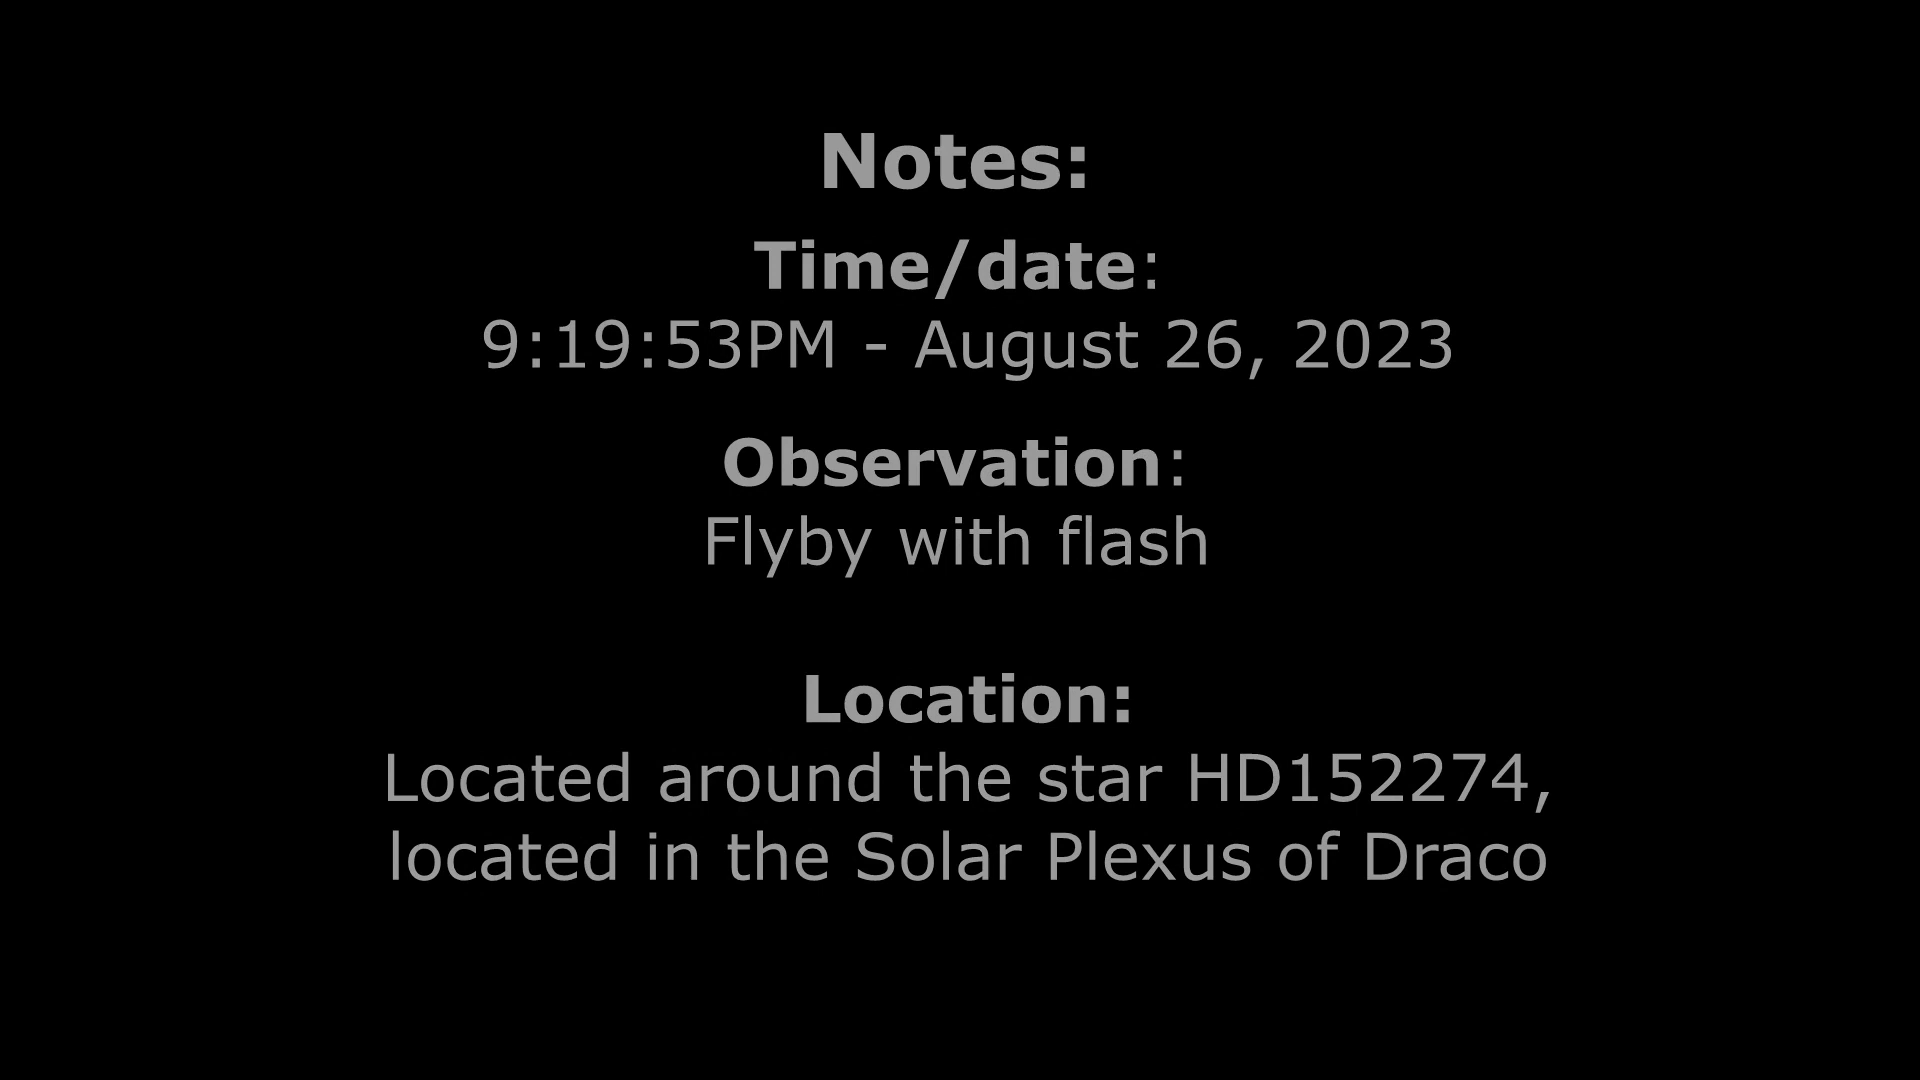 Notes:
Time/date:
9:19:53PM - August 26, 2023
Observation:
Flyby with flash
Location:
Located around the star HD152274,
located in the Solar Plexus of Draco